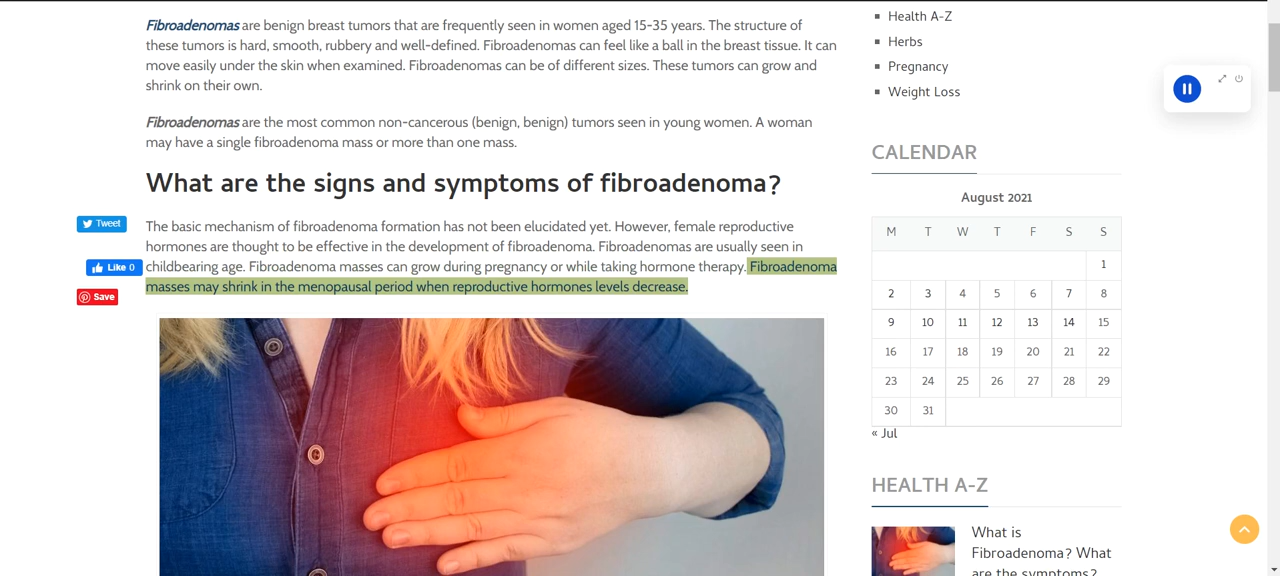 Fibroadenomas are benign breast tumors that are frequently seen in women aged 15-35 years. The structure of
these tumors is hard, smooth, rubbery and well-defined. Fibroadenomas can feel like a ball in the breast tissue. It can
move easily under the skin when examined. Fibroadenomas can be of different sizes. These tumors can grow and
shrink on their own.
Fibroadenomas are the most common non-cancerous (benign, benign) tumors seen in young women. A woman
may have a single fibroadenoma mass or more than one mass.
What are the signs and symptoms of fibroadenoma?
Tweet
Like 0
Save
The basic mechanism of fibroadenoma formation has not been elucidated yet. However, female reproductive
hormones are thought to be effective in the development of fibroadenoma. Fibroadenomas are usually seen in
childbearing age. Fibroadenoma masses can grow during pregnancy or while taking hormone therapy. Fibroadenoma
masses may shrink in the menopausal period when reproductive hormones levels decrease.
Health A-Z
Herbs
Pregnancy
Weight Loss
CALENDAR
August 2021
M T W T F S S
1
2 3 4 5 6 7 8
9 10 11 12 13 14 15
16 17 18 19 20 21 22
23 24 25 26 27 28 29
30 31
« Jul
HEALTH A-Z
What is
Fibroadenoma? What
are the symptoms?